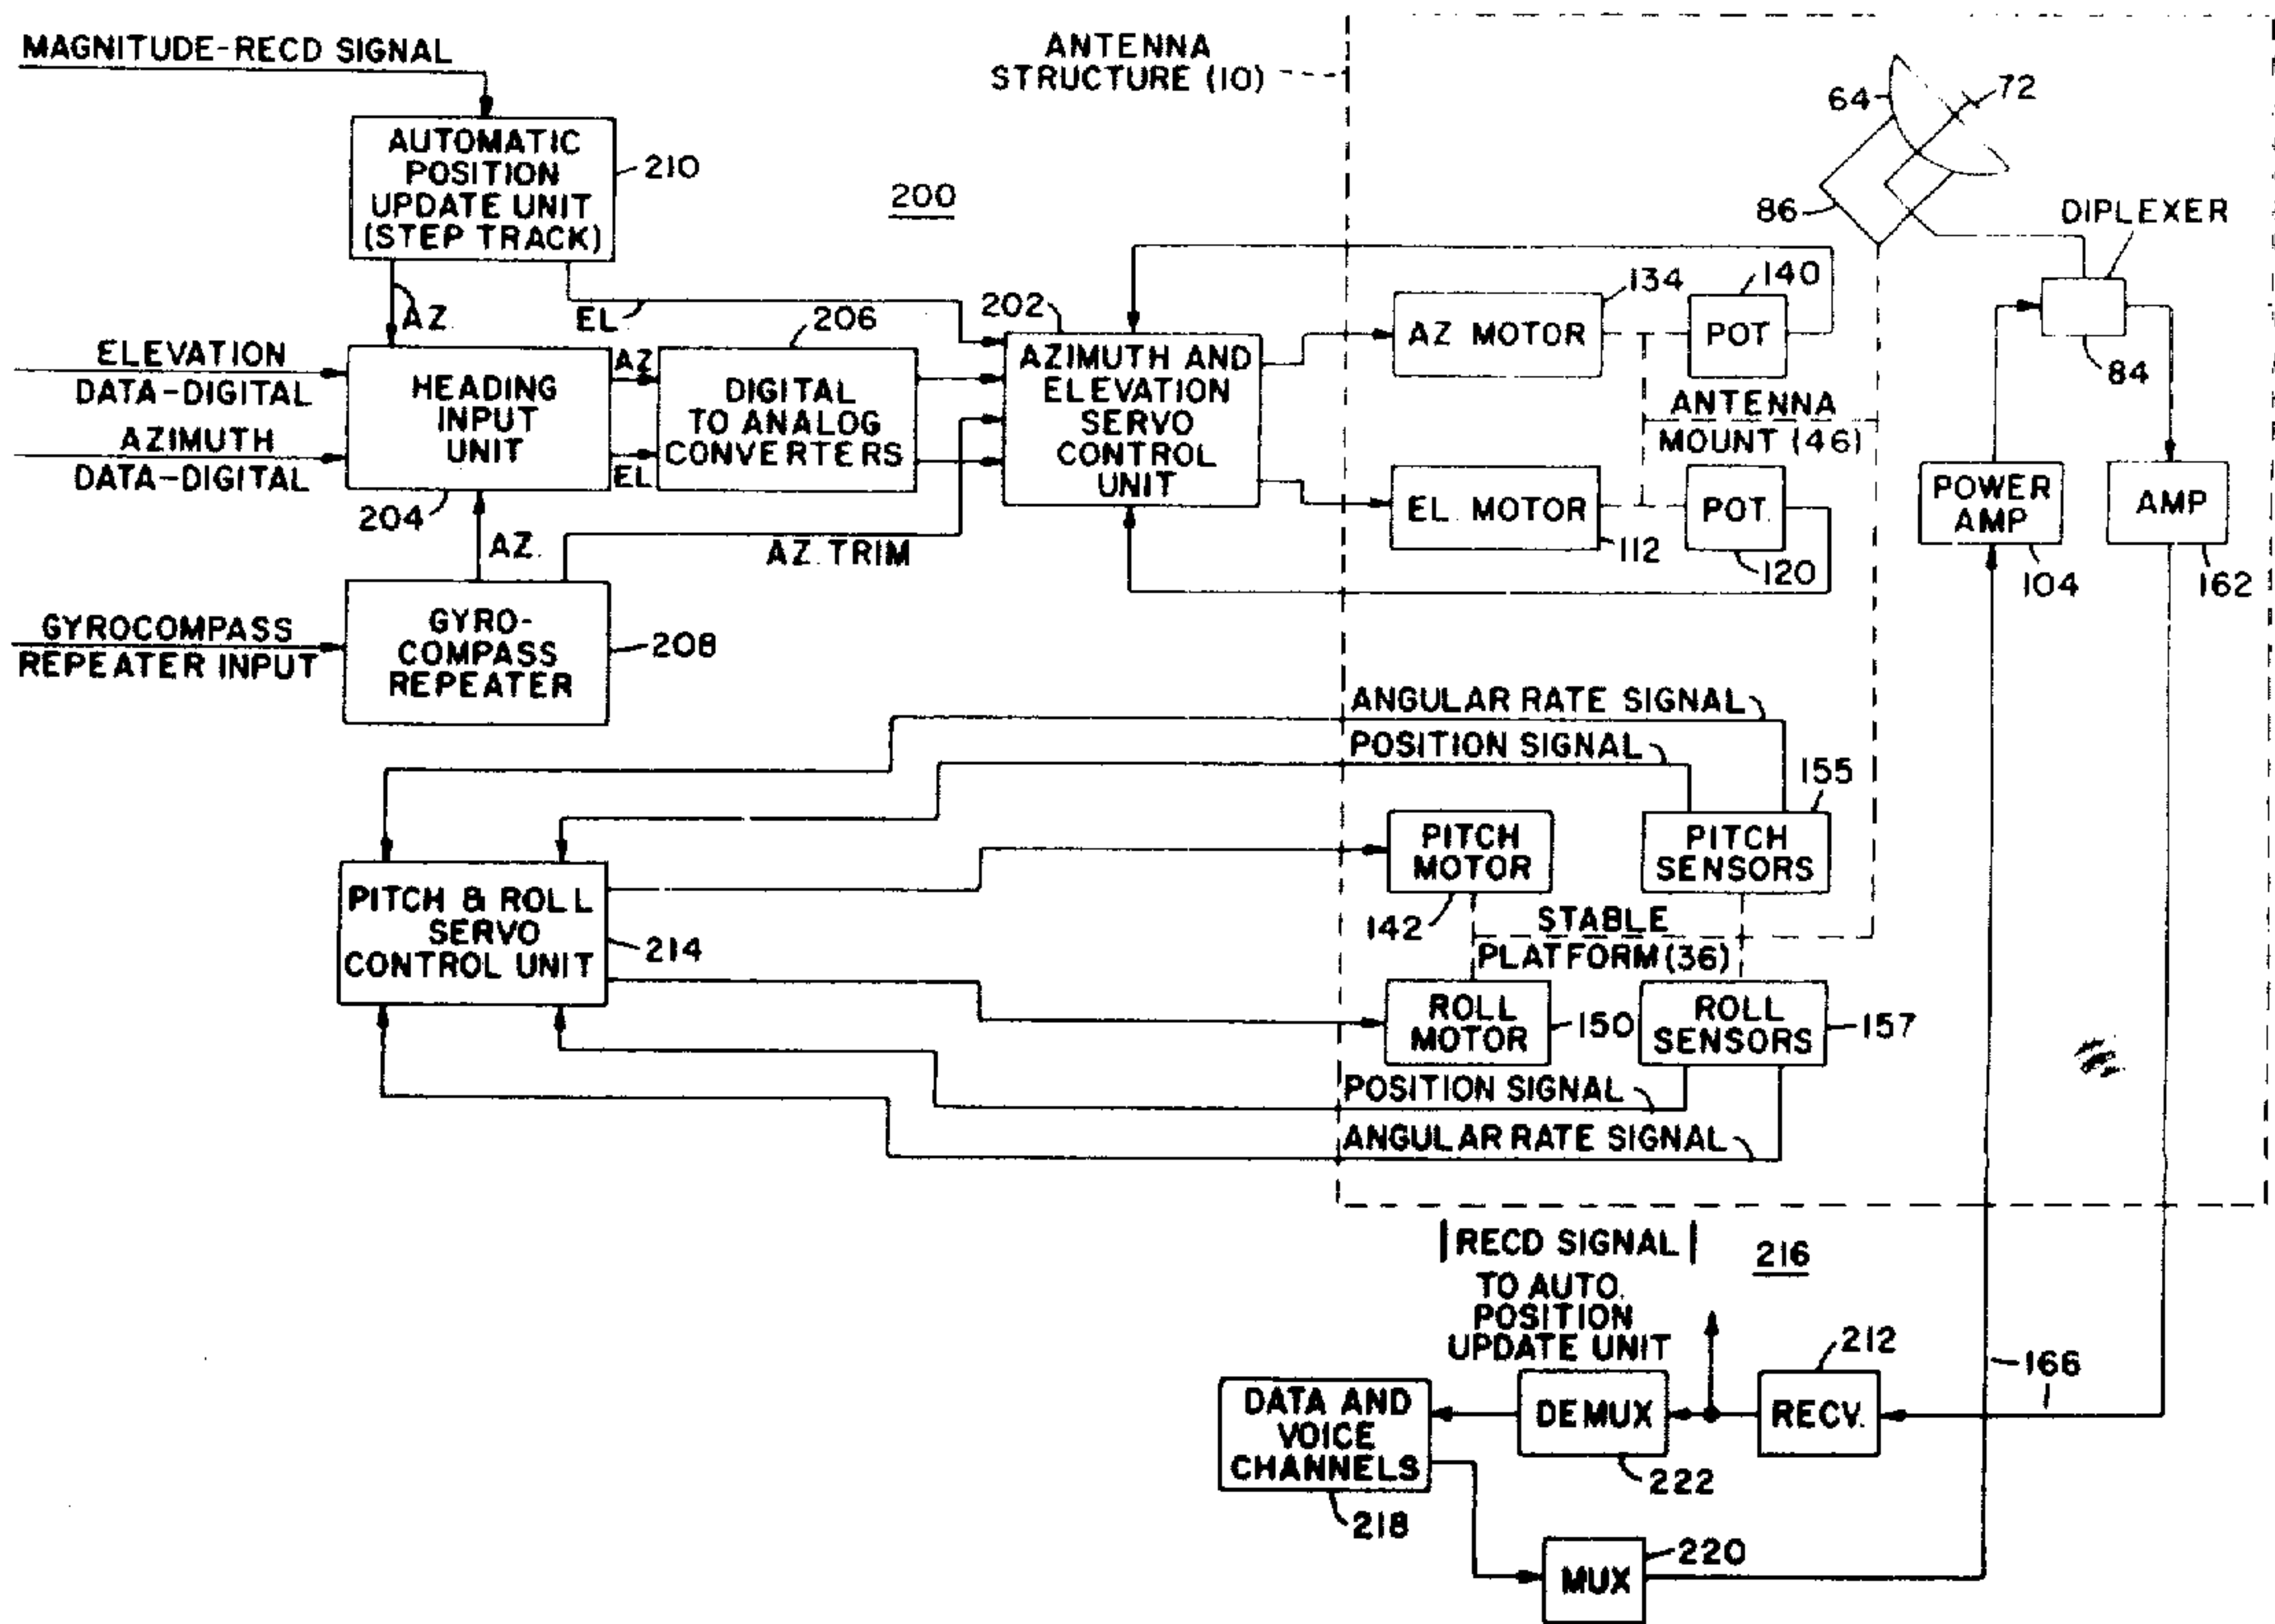 MAGNITUDE-RECD SIGNAL
ANTENNA
STRUCTURE (10)
AUTOMATIC
POSITION
UPDATE UNIT
(STEP TRACK)
210
200
64
72
86
DIPLEXER
84
AZ.
EL
ELEVATION
DATA-DIGITAL
AZIMUTH
DATA-DIGITAL
HEADING
INPUT
UNIT
204
AZ
EL
206
DIGITAL
TO ANALOG
CONVERTERS
202
AZIMUTH AND
ELEVATION
SERVO
CONTROL
UNIT
134
AZ MOTOR
140
POT
ANTENNA
MOUNT (46)
EL. MOTOR
112
POT.
120
POWER
AMP
104
AMP
162
AZ.
AZ. TRIM
GYROCOMPASS
REPEATER INPUT
GYRO-
COMPASS
REPEATER
208
ANGULAR RATE SIGNAL
POSITION SIGNAL
155
PITCH
MOTOR
142
PITCH
SENSORS
STABLE
PLATFORM (36)
PITCH & ROLL
SERVO
CONTROL UNIT
214
ROLL
MOTOR
150
ROLL
SENSORS
157
POSITION SIGNAL
ANGULAR RATE SIGNAL
|RECD SIGNAL|
TO AUTO.
POSITION
UPDATE UNIT
216
212
166
DATA AND
VOICE
CHANNELS
218
DEMUX
222
RECV.
MUX
220